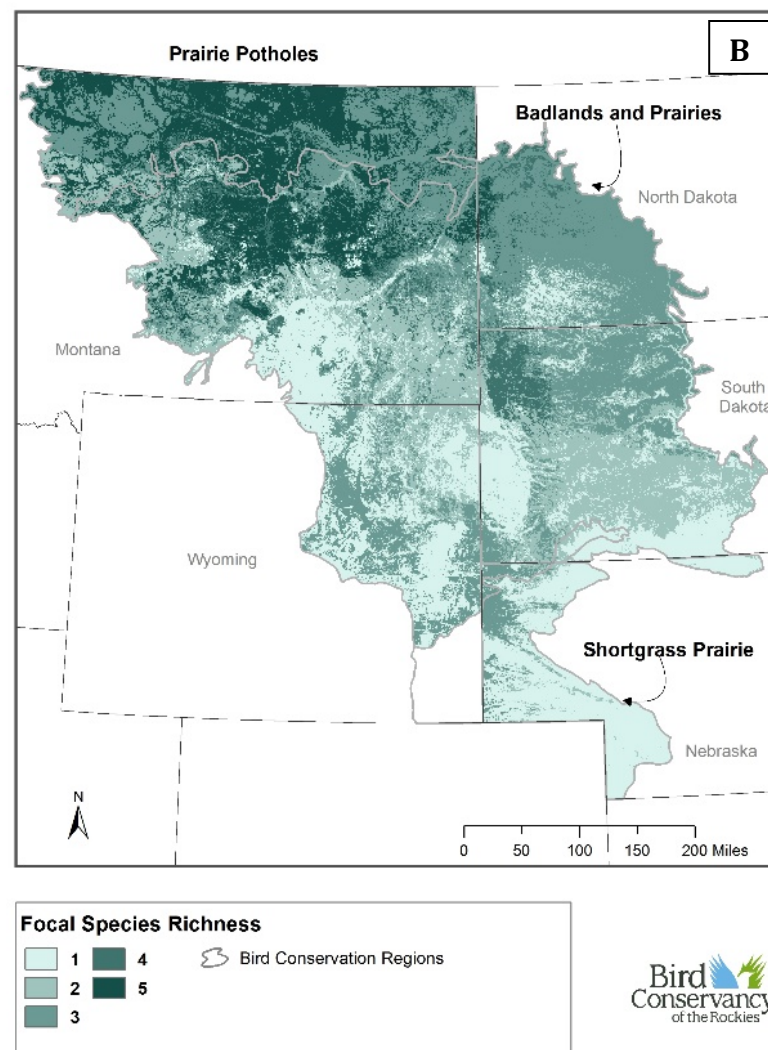 Prairie Potholes
B
Badlands and Prairies
North Dakota
Montana
South
Dakota
Wyoming
Shortgrass Prairie
Nebraska
N
0 50 100 150 200 Miles
Focal Species Richness
1 4 Bird Conservation Regions
2 5
3
Bird
Conservancy
of the Rockies